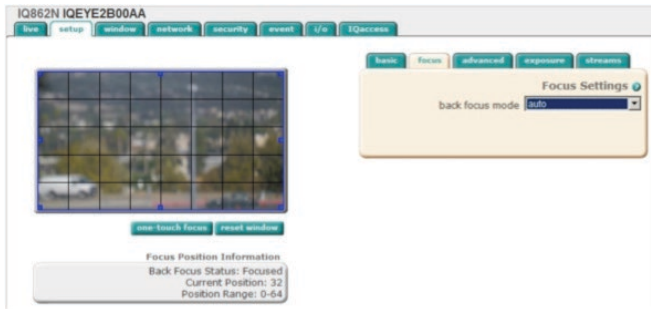 IQ862N IQEYE2B00AA
live setup window network security event i/o IQaccess
basic focus advanced exposure streams
Focus Settings ?
back focus mode auto
one-touch focus reset window
Focus Position Information
Back Focus Status: Focused
Current Position: 32
Position Range: 0-64